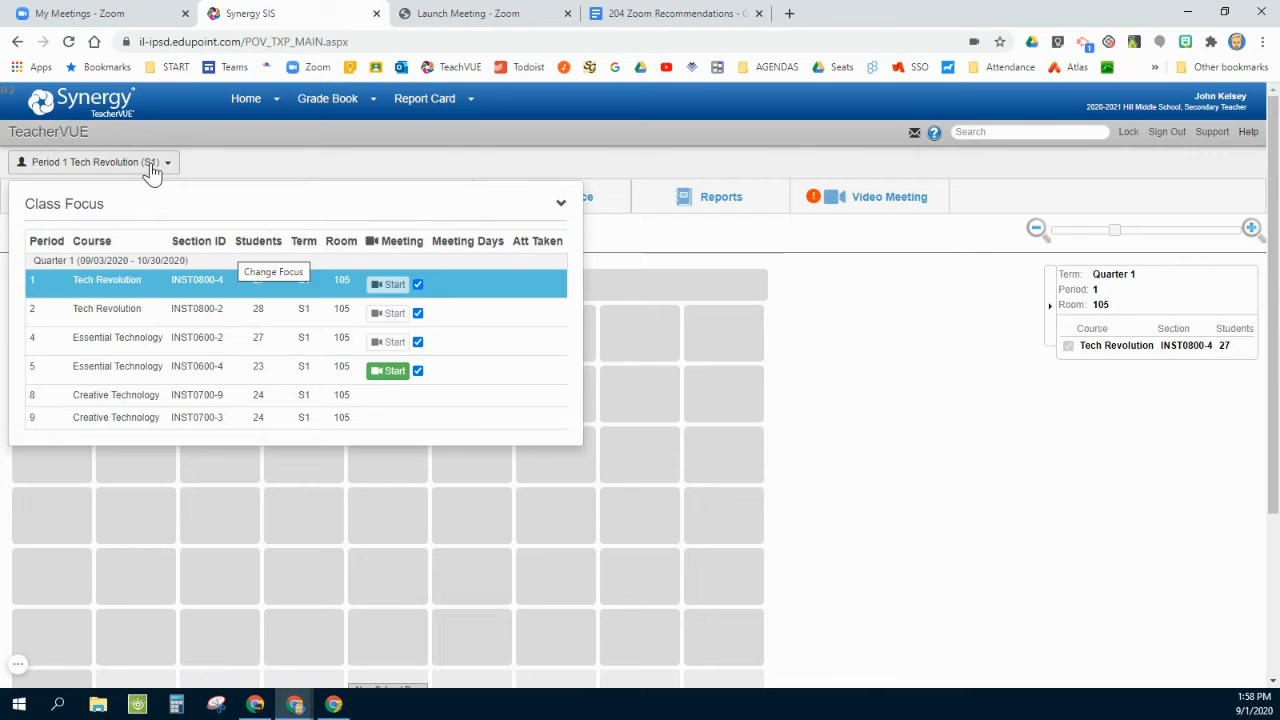 My Meetings - Zoom
Synergy SIS
Launch Meeting - Zoom
204 Zoom Recommendations - G
il-ipsd.edupoint.com/POV_TXP_MAIN.aspx
1
Apps
Bookmarks
START
Teams
Zoom
TeachVUE
Todoist
AGENDAS
Seats
SSO
Attendance
Atlas
»
Other bookmarks
Synergy
TeacherVUE
Home
Grade Book
Report Card
John Kelsey
2020-2021 Hill Middle School, Secondary Teacher
TeacherVUE
Search
Lock
Sign Out
Support
Help
Period 1 Tech Revolution (S1)
Reports
Video Meeting
Class Focus
Period Course Section ID Students Term Room Meeting Meeting Days Att Taken
Quarter 1 (09/03/2020 - 10/30/2020)
1 Tech Revolution INST0800-4 105 Start
Change Focus
2 Tech Revolution INST0800-2 28 S1 105 Start
4 Essential Technology INST0600-2 27 S1 105 Start
5 Essential Technology INST0600-4 23 S1 105 Start
8 Creative Technology INST0700-9 24 S1 105
9 Creative Technology INST0700-3 24 S1 105
Term: Quarter 1
Period: 1
Room: 105
Course Section Students
Tech Revolution INST0800-4 27
1:58 PM
9/1/2020